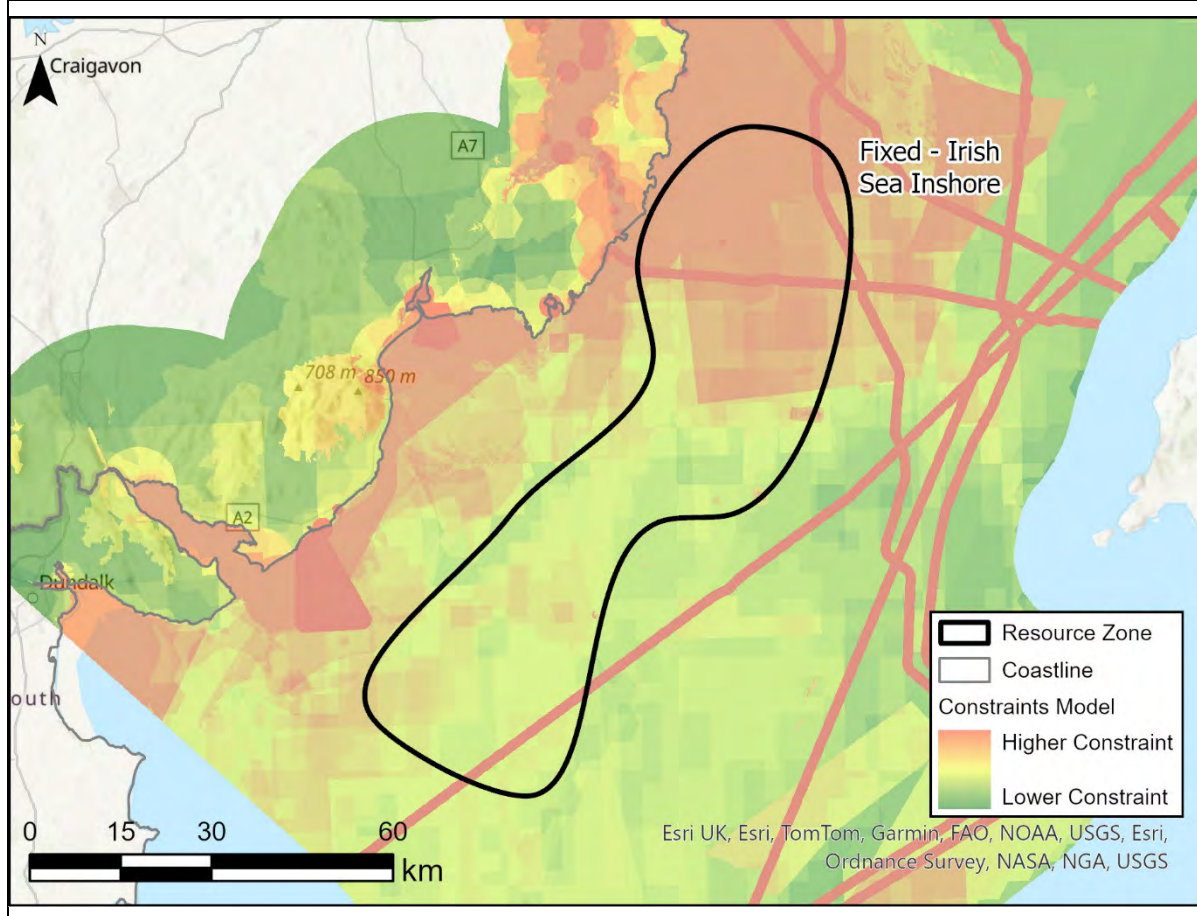 N
Craigavon
A7
Fixed - Irish
Sea Inshore
708 m
850 m
A2
Dundalk
outh
Resource Zone
Coastline
Constraints Model
Higher Constraint
Lower Constraint
0 15 30 60
km
Esri UK, Esri, TomTom, Garmin, FAO, NOAA, USGS, Esri,
Ordnance Survey, NASA, NGA, USGS